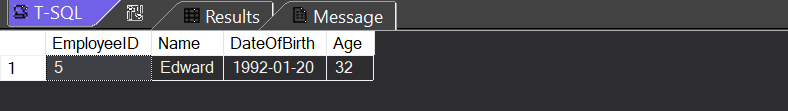 T-SQL Results Message
EmployeeID Name DateOfBirth Age
1 5 Edward 1992-01-20 32